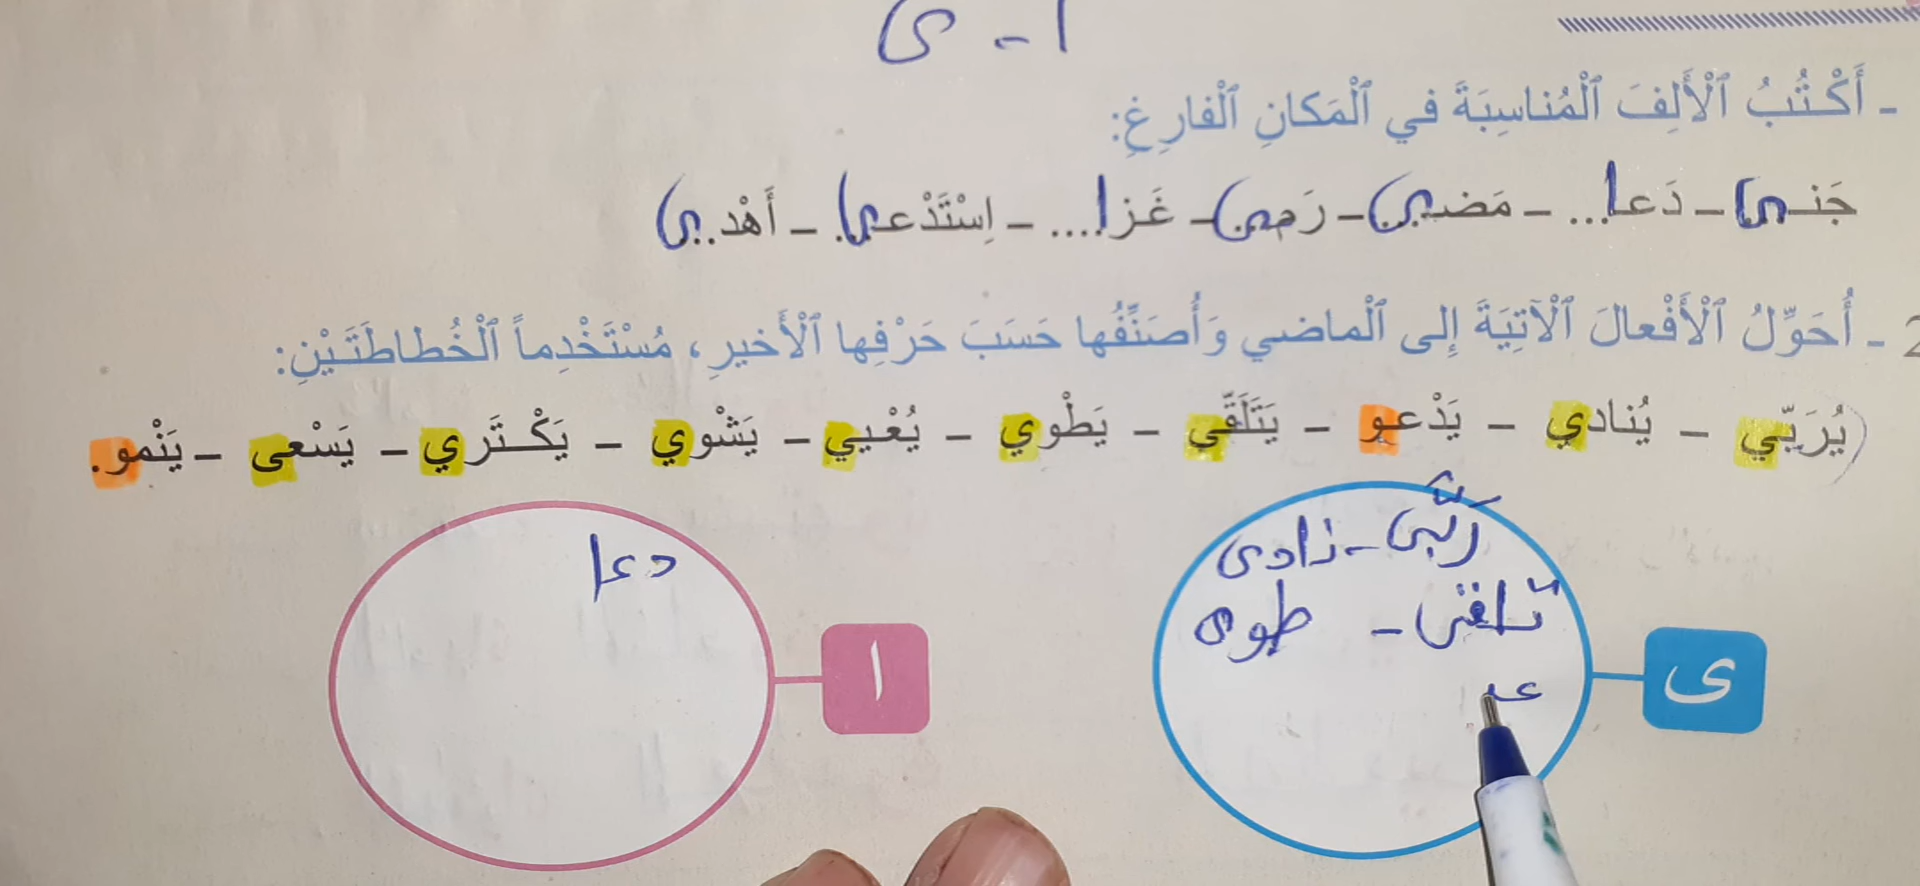 ا - ى
- أَكْتُبُ ٱلْأَلِفَ ٱلْمُناسِبَةَ في ٱلْمَكانِ ٱلْفارِغِ:
جَنـى - دَعا... - مَضى - رَمى - غَزا.... - اِسْتَدْعى. - أَهْدى..
2 - أُحَوِّلُ ٱلْأَفْعالَ ٱلْآتِيَةَ إِلى ٱلْماضي وَأُصَنِّفُها حَسَبَ حَرْفِها ٱلْأَخيرِ، مُسْتَخْدِماً ٱلْخُطاطَتَيْنِ:
(يُرَبّي - يُنادي - يَدْعو - يَتَلَقّى - يَطْوي - يُعْيي - يَشْوي - يَكْتَري - يَسْعى - يَنْمو.
رَبَّى - نادى
دعا
تلقى - طوى
ى
ا